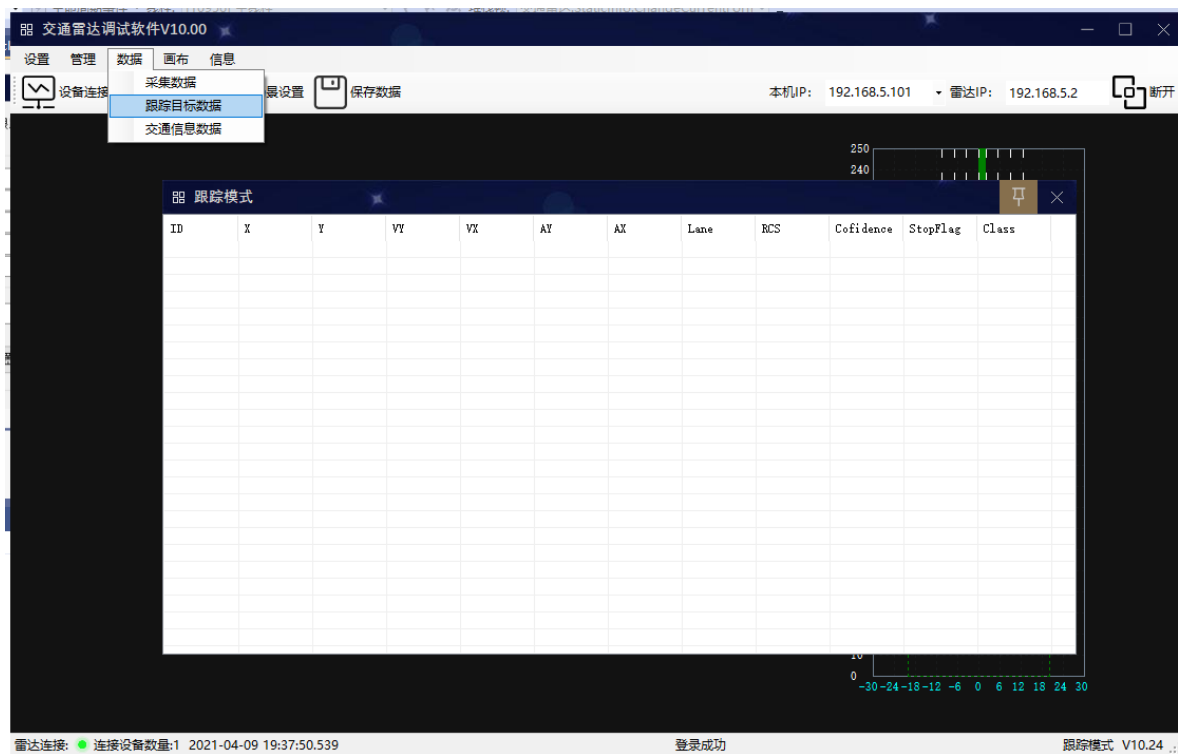 交通雷达调试软件V10.00
设置 管理 数据 画布 信息
采集数据
跟踪目标数据
交通信息数据
设备连接 景设置 保存数据 本机IP: 192.168.5.101 雷达IP: 192.168.5.2 断开
250
240
跟踪模式
ID X Y VY VX AY AX Lane RCS Cofidence StopFlag Class
10
0
-30 -24 -18 -12 -6 0 6 12 18 24 30
雷达连接: 连接设备数量:1 2021-04-09 19:37:50.539 登录成功 跟踪模式 V10.24